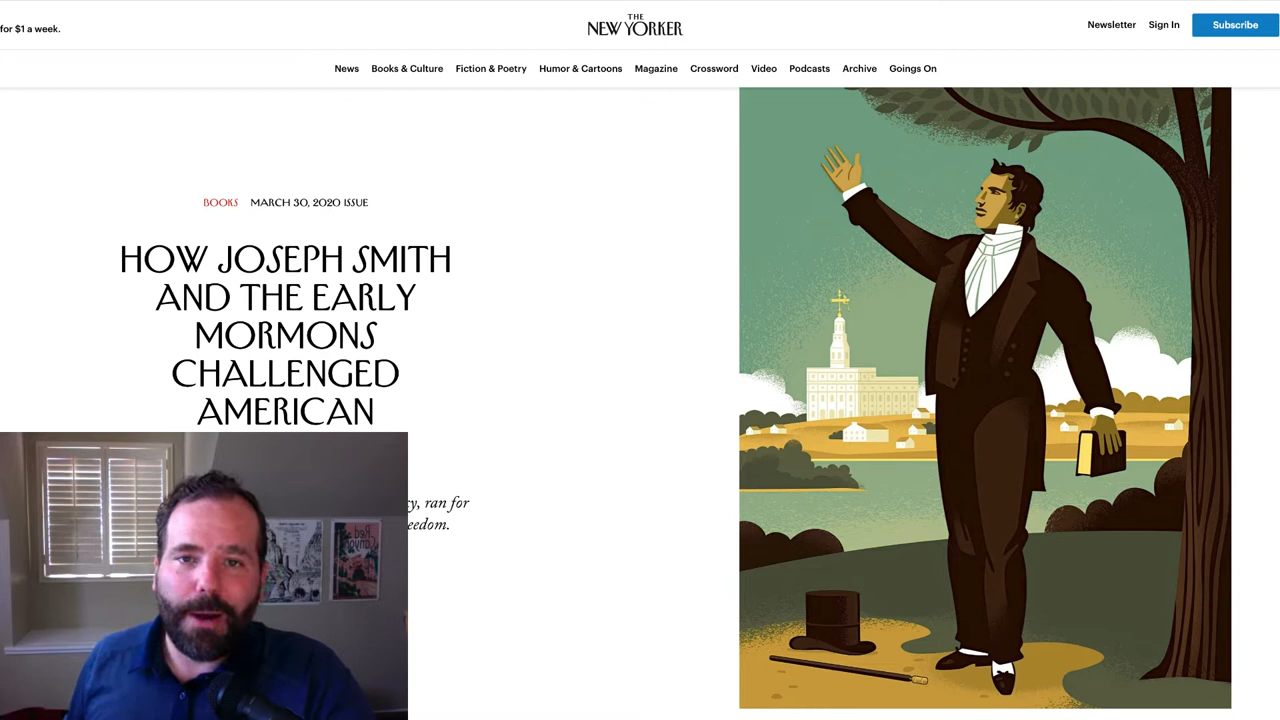 for $1 a week.
THE
NEW YORKER
Newsletter
Sign In
Subscribe
News
Books & Culture
Fiction & Poetry
Humor & Cartoons
Magazine
Crossword
Video
Podcasts
Archive
Goings On
BOOKS MARCH 30, 2020 ISSUE
HOW JOSEPH SMITH
AND THE EARLY
MORMONS
CHALLENGED
AMERICAN
ran for